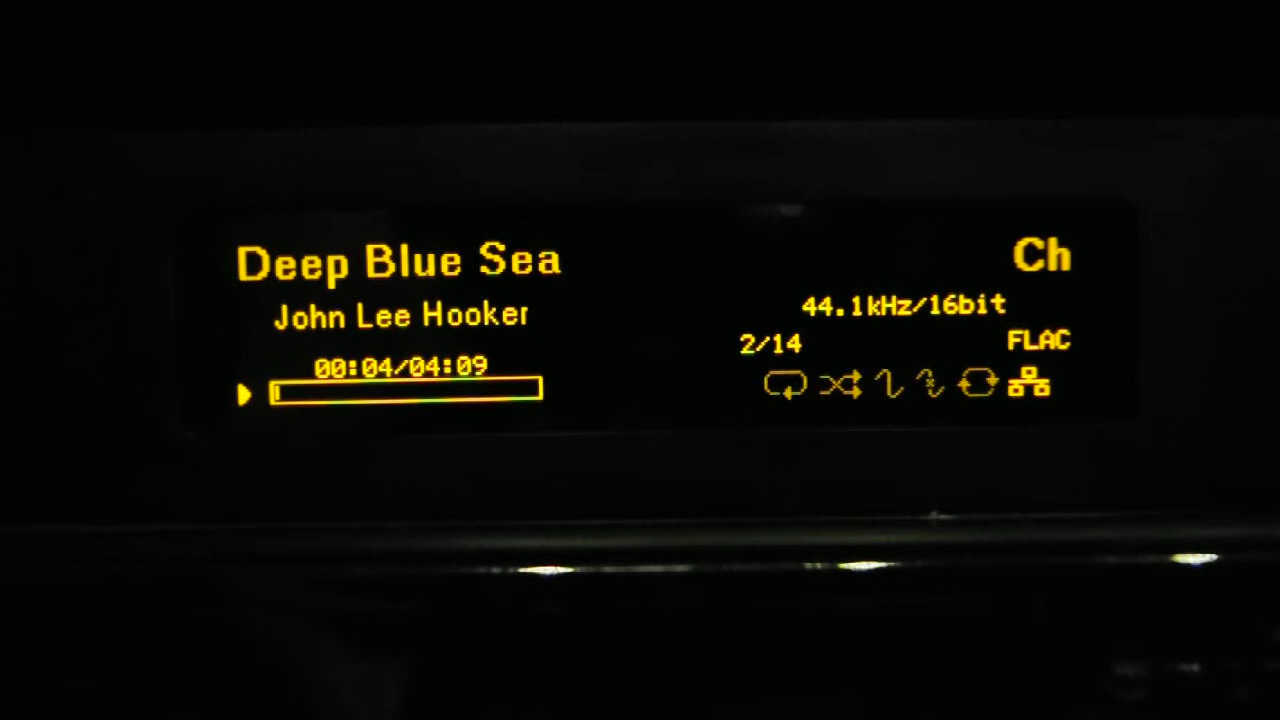 Deep Blue Sea
Ch
John Lee Hooker
44.1kHz/16bit
2/14
FLAC
00:04/04:09